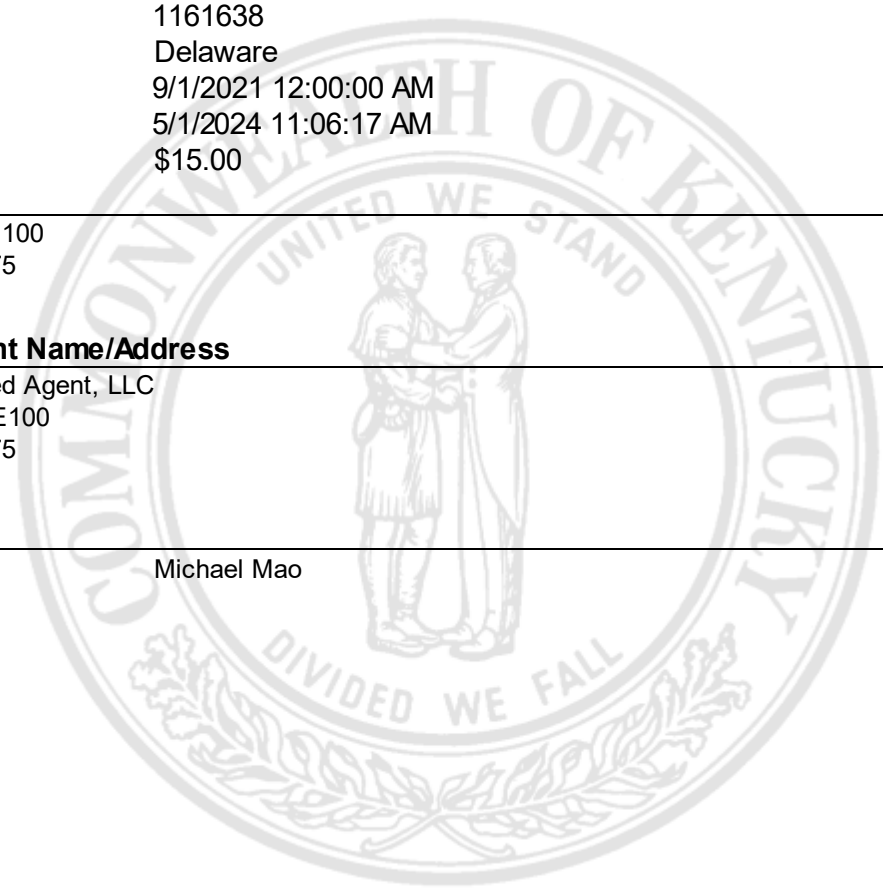 1161638
Delaware
9/1/2021 12:00:00 AM
5/1/2024 11:06:17 AM
$15.00
100
75
nt Name/Address
ed Agent, LLC
E100
75
Michael Mao
COMMONWEALTH OF KENTUCKY
UNITED WE STAND
DIVIDED WE FALL